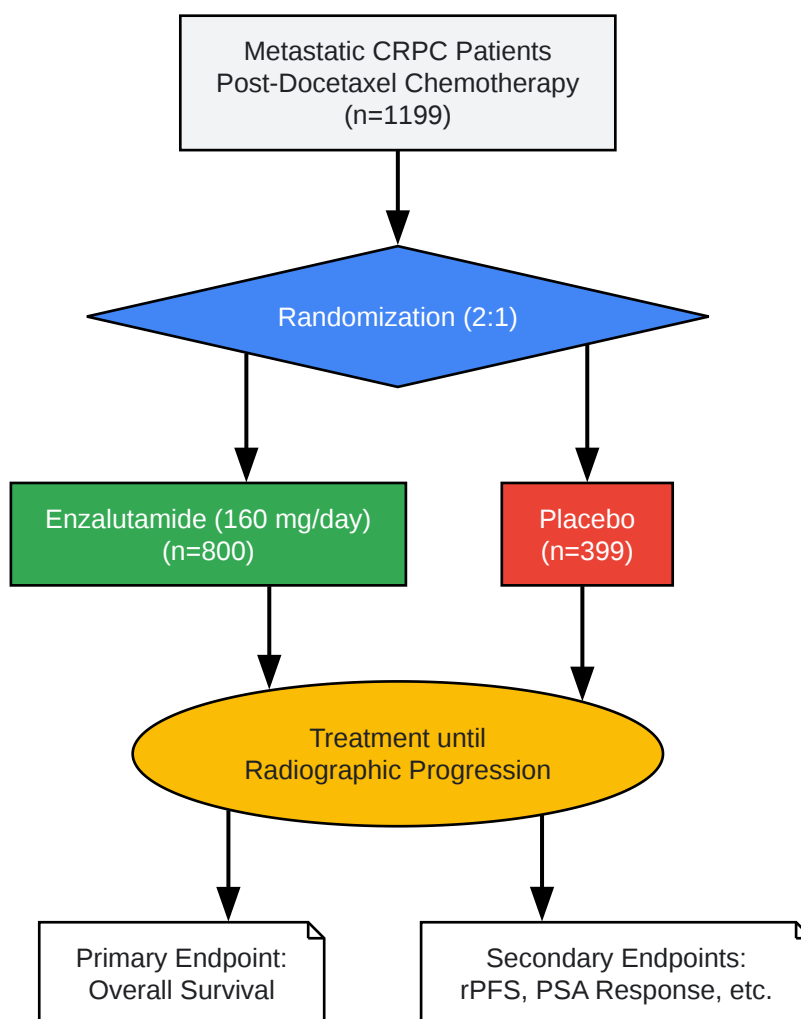 Metastatic CRPC Patients
Post-Docetaxel Chemotherapy
(n=1199)
Randomization (2:1)
Enzalutamide (160 mg/day)
(n=800)
Placebo
(n=399)
Treatment until
Radiographic Progression
Primary Endpoint:
Overall Survival
Secondary Endpoints:
rPFS, PSA Response, etc.